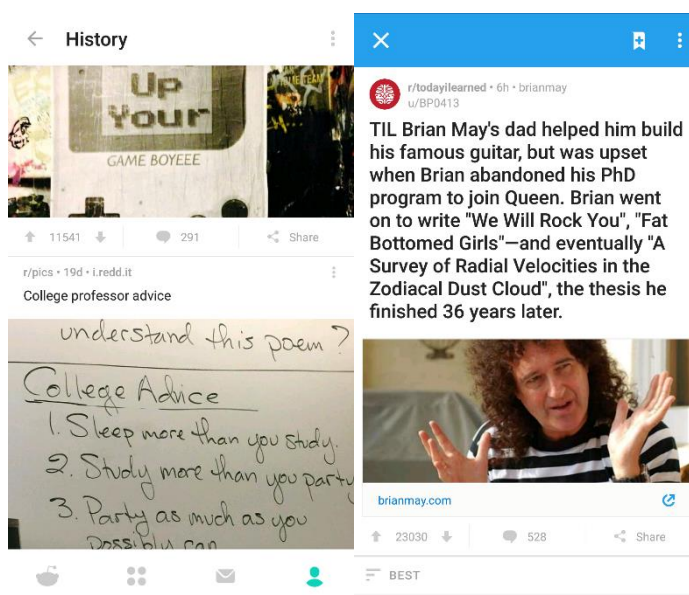 History
Up
Your
GAME BOYEEE
11541
291
Share
r/pics • 19d • i.redd.it
College professor advice
understand this poem?
College Advice
1. Sleep more than you study.
2. Study more than you party
3. Party as much as you
possibly can
r/todayilearned • 6h • brianmay
u/BP0413
TIL Brian May's dad helped him build
his famous guitar, but was upset
when Brian abandoned his PhD
program to join Queen. Brian went
on to write "We Will Rock You", "Fat
Bottomed Girls"—and eventually "A
Survey of Radial Velocities in the
Zodiacal Dust Cloud", the thesis he
finished 36 years later.
brianmay.com
23030
528
Share
BEST